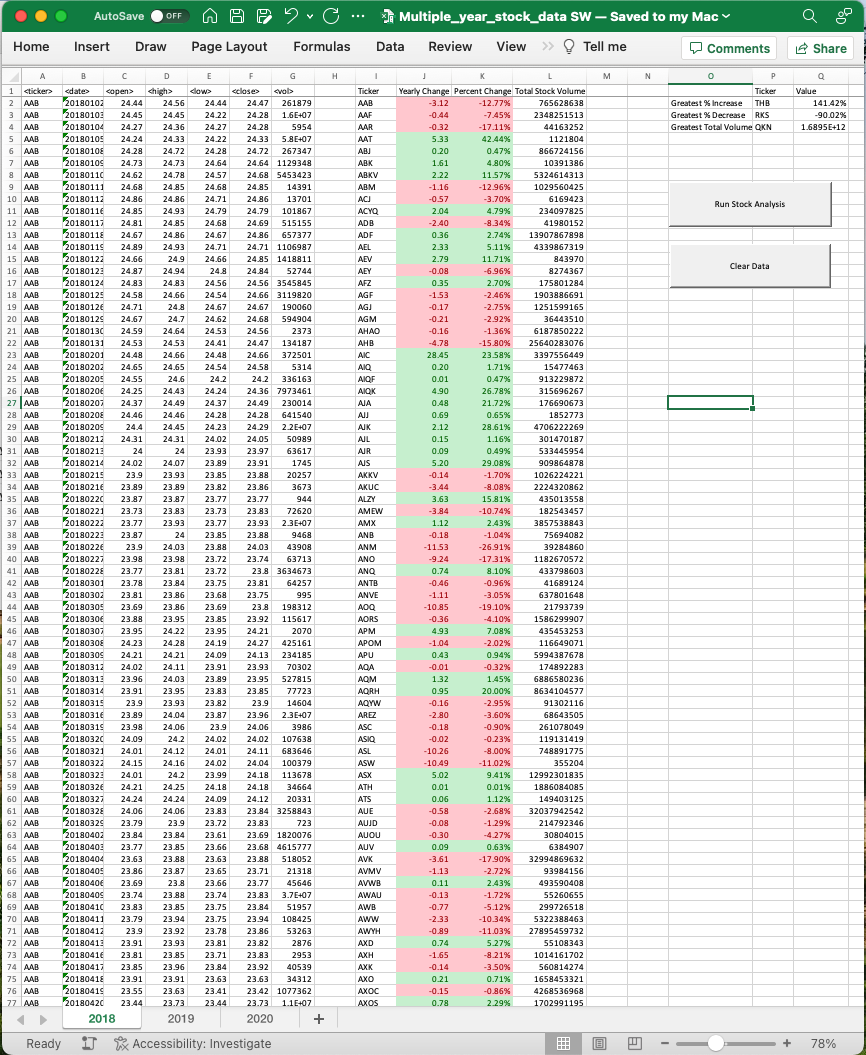 AutoSave OFF Multiple_year_stock_data SW — Saved to my Mac
Home Insert Draw Page Layout Formulas Data Review View Tell me Comments Share
A B C D E F G H I J K L M N O P Q
1 <ticker> <date> <open> <high> <low> <close> <vol> Ticker Yearly Change Percent Change Total Stock Volume Ticker Value
2 AAB 20180102 24.44 24.56 24.44 24.47 261879 AAB -3.12 -12.77% 765628638 Greatest % Increase THB 141.42%
3 AAB 20180103 24.45 24.45 24.22 24.28 1.6E+07 AAF -0.44 -7.45% 2348251513 Greatest % Decrease RKS -90.02%
4 AAB 20180104 24.27 24.36 24.27 24.28 5954 AAR -0.32 -17.11% 44163252 Greatest Total Volume QKN 1.6895E+12
5 AAB 20180105 24.24 24.33 24.22 24.33 5.8E+07 AAT 5.33 42.44% 1121804
6 AAB 20180108 24.28 24.72 24.28 24.72 267347 ABJ 0.20 0.47% 866724156
7 AAB 20180109 24.73 24.73 24.64 24.64 1129348 ABK 1.61 4.80% 10391386
8 AAB 20180110 24.62 24.78 24.57 24.68 5453423 ABKV 2.22 11.57% 5324614313
9 AAB 20180111 24.68 24.85 24.68 24.85 14391 ABM -1.16 -12.96% 1029560425
10 AAB 20180112 24.86 24.86 24.71 24.86 13701 ACJ -0.57 -3.70% 6169423
11 AAB 20180116 24.85 24.93 24.79 24.79 101867 ACYQ 2.04 4.79% 234097825
12 AAB 20180117 24.81 24.85 24.68 24.69 515155 ADB -2.40 -8.34% 41980152
13 AAB 20180118 24.67 24.86 24.67 24.86 657377 ADF 0.36 2.74% 13907867898
14 AAB 20180119 24.89 24.93 24.71 24.71 1106987 AEL 2.33 5.11% 4339867319
15 AAB 20180122 24.66 24.9 24.66 24.85 1418811 AEV 2.79 11.71% 843970
16 AAB 20180123 24.87 24.94 24.8 24.84 52744 AEY -0.08 -6.96% 8274367
17 AAB 20180124 24.83 24.83 24.56 24.56 3545845 AFZ 0.35 2.70% 175801284
18 AAB 20180125 24.58 24.66 24.54 24.66 3119820 AGF -1.53 -2.46% 1903886691
19 AAB 20180126 24.71 24.8 24.67 24.67 190060 AGJ -0.17 -2.75% 1251599165
20 AAB 20180129 24.67 24.7 24.62 24.68 594904 AGM -0.21 -2.92% 36443510
21 AAB 20180130 24.59 24.64 24.53 24.56 2373 AHAO -0.16 -1.36% 6187850222
22 AAB 20180131 24.53 24.53 24.41 24.47 134187 AHB -4.78 -15.80% 25640283076
23 AAB 20180201 24.48 24.66 24.48 24.66 372501 AIC 28.45 23.58% 3397556449
24 AAB 20180202 24.65 24.65 24.54 24.58 5314 AIQ 0.20 1.71% 15477463
25 AAB 20180205 24.55 24.6 24.2 24.2 336163 AIQF 0.01 0.47% 913229872
26 AAB 20180206 24.25 24.43 24.24 24.36 7973461 AIQK 4.90 26.78% 315696267
27 AAB 20180207 24.37 24.49 24.37 24.49 230014 AJA 0.48 21.72% 176690673
28 AAB 20180208 24.46 24.46 24.28 24.28 641540 AJJ 0.69 0.65% 1852773
29 AAB 20180209 24.4 24.45 24.23 24.29 2.2E+07 AJK 2.12 28.61% 4706222269
30 AAB 20180212 24.31 24.31 24.02 24.05 50989 AJL 0.15 1.16% 301470187
31 AAB 20180213 24 24 23.93 23.97 63617 AJR 0.09 0.49% 533445954
32 AAB 20180214 24.02 24.07 23.89 23.91 1745 AJS 5.20 29.08% 909864878
33 AAB 20180215 23.9 23.93 23.85 23.88 20257 AKKV -0.14 -1.70% 1026224221
34 AAB 20180216 23.89 23.89 23.82 23.86 3673 AKUC -3.44 -8.08% 2224320862
35 AAB 20180220 23.87 23.87 23.77 23.77 944 ALZY 3.63 15.81% 435013558
36 AAB 20180221 23.73 23.83 23.73 23.83 72620 AMEW -3.84 -10.74% 182543457
37 AAB 20180222 23.77 23.93 23.77 23.93 2.3E+07 AMX 1.12 2.43% 3857538843
38 AAB 20180223 23.87 24 23.85 23.88 9468 ANB -0.18 -1.04% 75694082
39 AAB 20180226 23.9 24.03 23.88 24.03 43908 ANM -11.53 -26.91% 39284860
40 AAB 20180227 23.98 23.98 23.72 23.74 63713 ANO -9.24 -17.31% 1182670572
41 AAB 20180228 23.77 23.81 23.72 23.8 3634673 ANQ 0.74 8.10% 433798603
42 AAB 20180301 23.78 23.84 23.75 23.81 64257 ANTB -0.46 -0.96% 41689124
43 AAB 20180302 23.81 23.86 23.68 23.75 995 ANVE -1.11 -3.05% 637801648
44 AAB 20180305 23.69 23.86 23.69 23.8 198312 AOQ -10.85 -19.10% 21793739
45 AAB 20180306 23.88 23.95 23.85 23.92 115617 AORS -0.36 -4.10% 1586299907
46 AAB 20180307 23.95 24.22 23.95 24.21 2070 APM 4.93 7.08% 435453253
47 AAB 20180308 24.23 24.28 24.19 24.27 425161 APOM -1.04 -2.02% 116649071
48 AAB 20180309 24.21 24.21 24.09 24.13 234185 APU 0.43 0.94% 5994387678
49 AAB 20180312 24.02 24.11 23.91 23.93 70302 AQA -0.01 -0.32% 174892283
50 AAB 20180313 23.96 24.03 23.89 23.95 527815 AQM 1.32 1.45% 6886580236
51 AAB 20180314 23.91 23.95 23.83 23.85 77723 AQRH 0.95 20.00% 8634104577
52 AAB 20180315 23.9 23.93 23.82 23.9 14604 AQYW -0.16 -2.95% 91302116
53 AAB 20180316 23.89 24.04 23.87 23.96 2.3E+07 AREZ -2.80 -3.60% 68643505
54 AAB 20180319 23.98 24.06 23.9 24.06 3986 ASC -0.18 -0.90% 261078049
55 AAB 20180320 24.09 24.2 24.02 24.02 107638 ASIQ -0.02 -0.23% 119131419
56 AAB 20180321 24.01 24.12 24.01 24.11 683646 ASL -10.26 -8.00% 748891775
57 AAB 20180322 24.15 24.16 24.02 24.04 100379 ASW -10.49 -11.02% 355204
58 AAB 20180323 24.01 24.2 23.99 24.18 113678 ASX 5.02 9.41% 12992301835
59 AAB 20180326 24.21 24.25 24.18 24.18 34664 ATH 0.01 0.01% 1886084085
60 AAB 20180327 24.24 24.24 24.09 24.12 20331 ATS 0.06 1.12% 149403125
61 AAB 20180328 24.06 24.06 23.83 23.84 3258843 AUE -0.58 -2.68% 32037942542
62 AAB 20180329 23.79 23.9 23.72 23.83 723 AUJD -0.08 -1.29% 214792346
63 AAB 20180402 23.84 23.84 23.61 23.69 1820076 AUOU -0.30 -4.27% 30804015
64 AAB 20180403 23.77 23.85 23.66 23.68 4615777 AUV 0.09 0.63% 6384907
65 AAB 20180404 23.63 23.88 23.63 23.88 518052 AVK -3.61 -17.90% 32994869632
66 AAB 20180405 23.86 23.87 23.65 23.71 21318 AVMV -1.13 -2.72% 93984156
67 AAB 20180406 23.69 23.8 23.66 23.77 45646 AVWB 0.11 2.43% 493590408
68 AAB 20180409 23.74 23.88 23.74 23.83 3.7E+07 AWAU -0.13 -1.72% 55260655
69 AAB 20180410 23.83 23.85 23.75 23.84 51957 AWB -0.77 -5.12% 299726518
70 AAB 20180411 23.79 23.94 23.75 23.94 108425 AWW -2.33 -10.34% 5322388463
71 AAB 20180412 23.9 23.92 23.78 23.86 53263 AWYH -0.89 -11.03% 27895459732
72 AAB 20180413 23.91 23.93 23.81 23.82 2876 AXD 0.74 5.27% 55108343
73 AAB 20180416 23.81 23.85 23.71 23.83 2953 AXH -1.65 -8.21% 1014161702
74 AAB 20180417 23.85 23.96 23.84 23.92 40539 AXK -0.14 -3.50% 560814274
75 AAB 20180418 23.91 23.91 23.63 23.63 34312 AXO 0.21 0.71% 1658453321
76 AAB 20180419 23.55 23.63 23.41 23.42 1077362 AXOC -0.15 -0.86% 4268536968
77 AAB 20180420 23.44 23.73 23.44 23.73 1.1E+07 AXOS 0.78 2.29% 1702991195
Run Stock Analysis
Clear Data
2018 2019 2020 +
Ready Accessibility: Investigate 78%